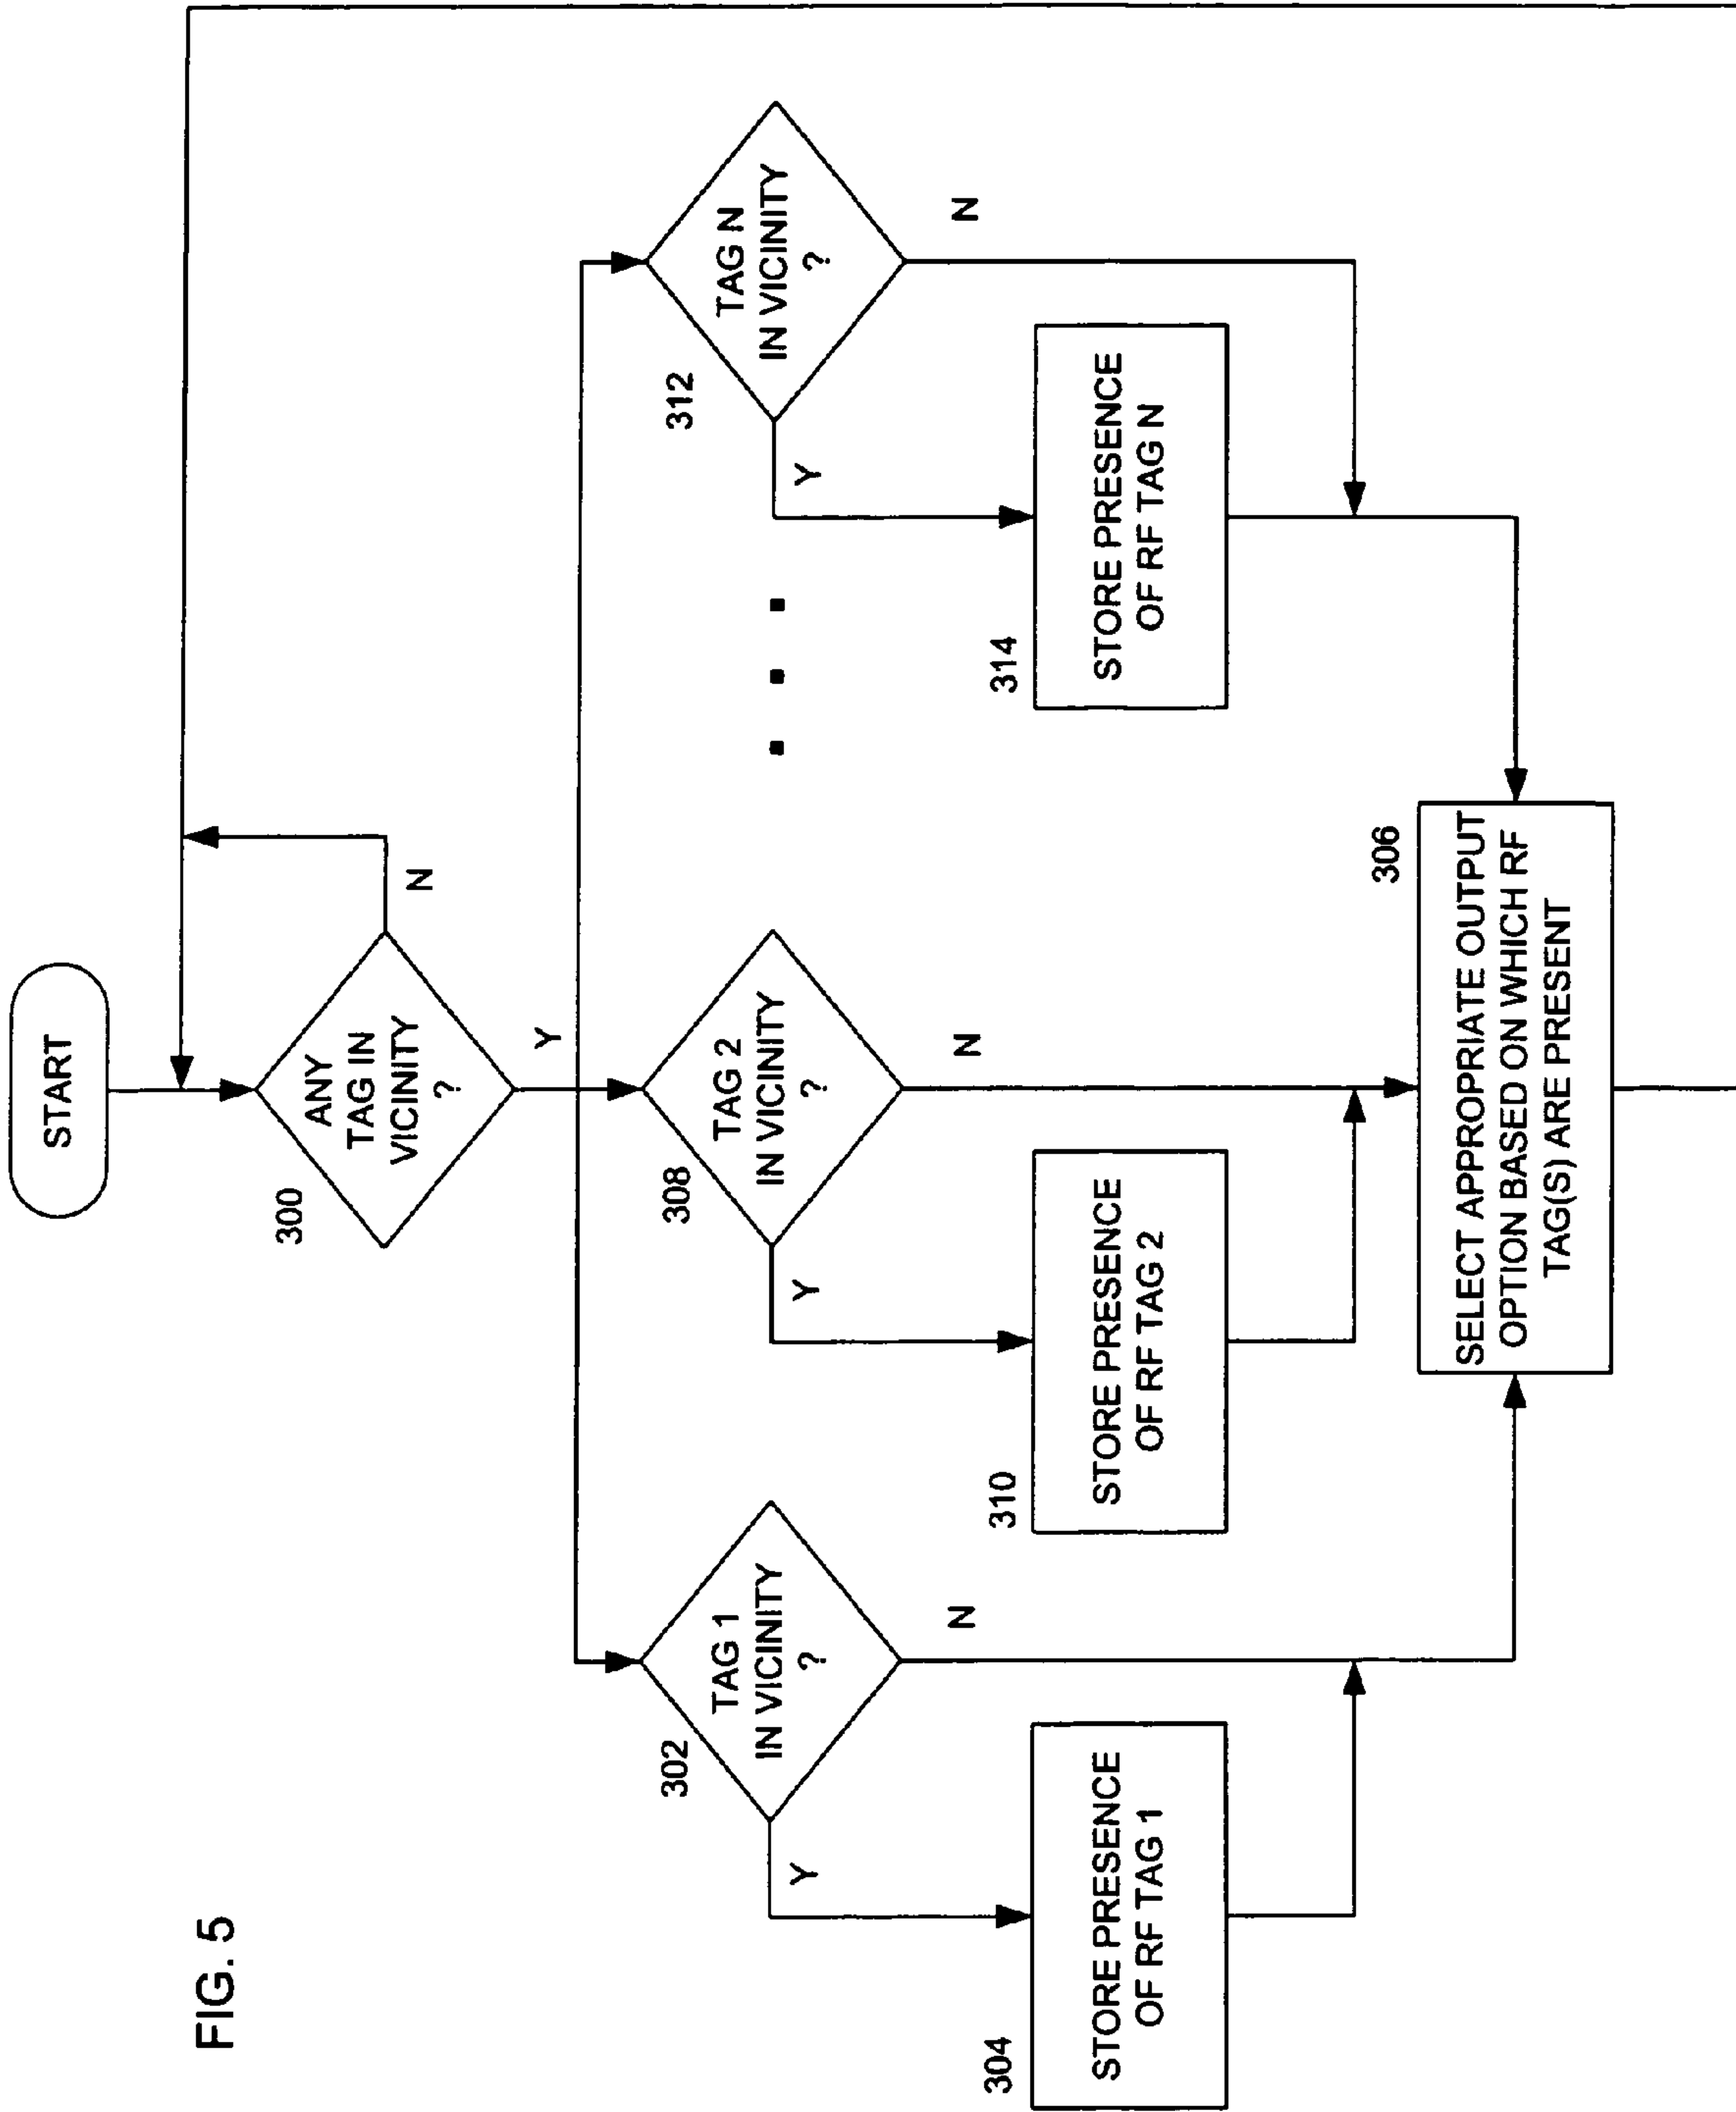 FIG. 5
START
300
ANY
TAG IN
VICINITY
?
N
Y
302
TAG 1
IN VICINITY
?
Y
N
308
TAG 2
IN VICINITY
?
Y
N
312
TAG N
IN VICINITY
?
Y
N
304
STORE PRESENCE
OF RF TAG 1
310
STORE PRESENCE
OF RF TAG 2
314
STORE PRESENCE
OF RF TAG N
306
SELECT APPROPRIATE OUTPUT
OPTION BASED ON WHICH RF
TAG(S) ARE PRESENT